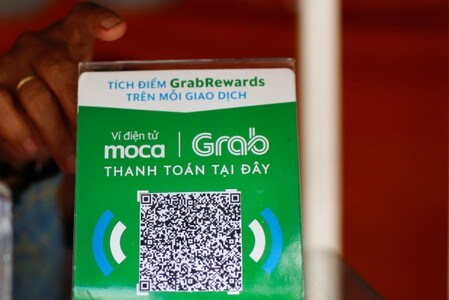 TÍCH ĐIỂM GrabRewards
TRÊN MỖI GIAO DỊCH
Ví điện tử
moca | Grab
THANH TOÁN TẠI ĐÂY